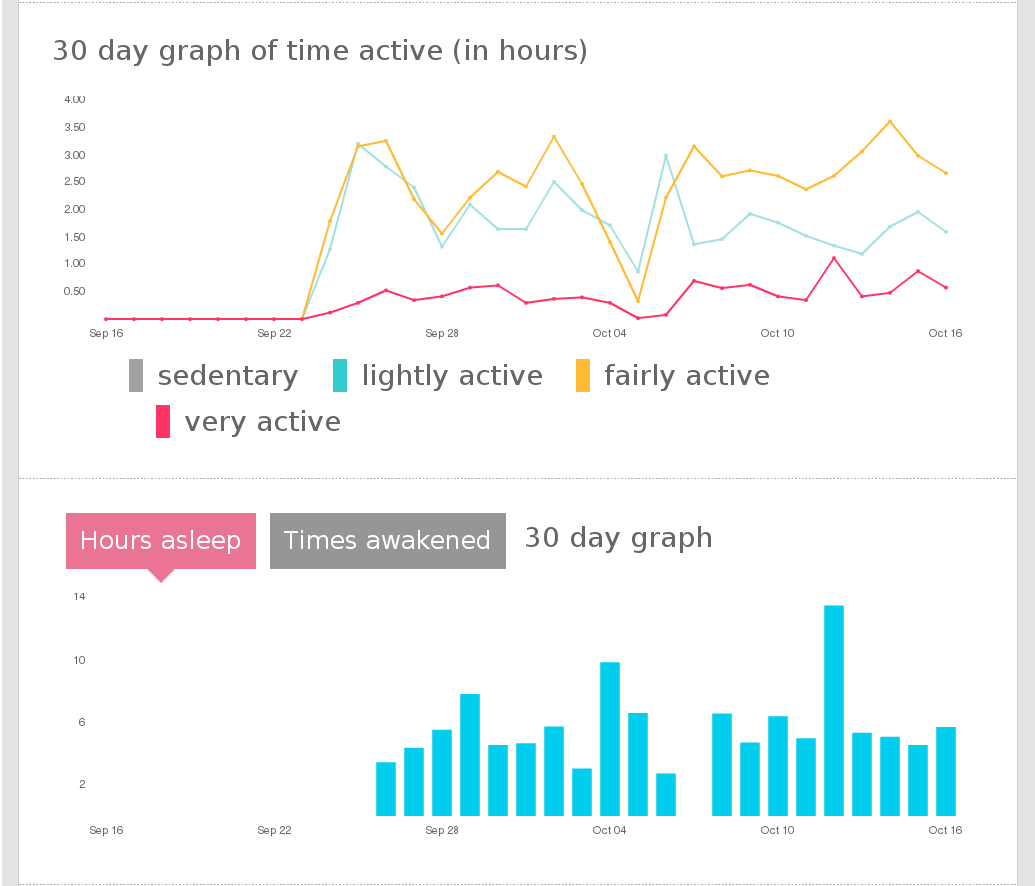 30 day graph of time active (in hours)
4.00
3.50
3.00
2.50
2.00
1.50
1.00
0.50
Sep 16 Sep 22 Sep 28 Oct 04 Oct 10 Oct 16
sedentary lightly active fairly active
very active
Hours asleep Times awakened 30 day graph
14
10
6
2
Sep 16 Sep 22 Sep 28 Oct 04 Oct 10 Oct 16